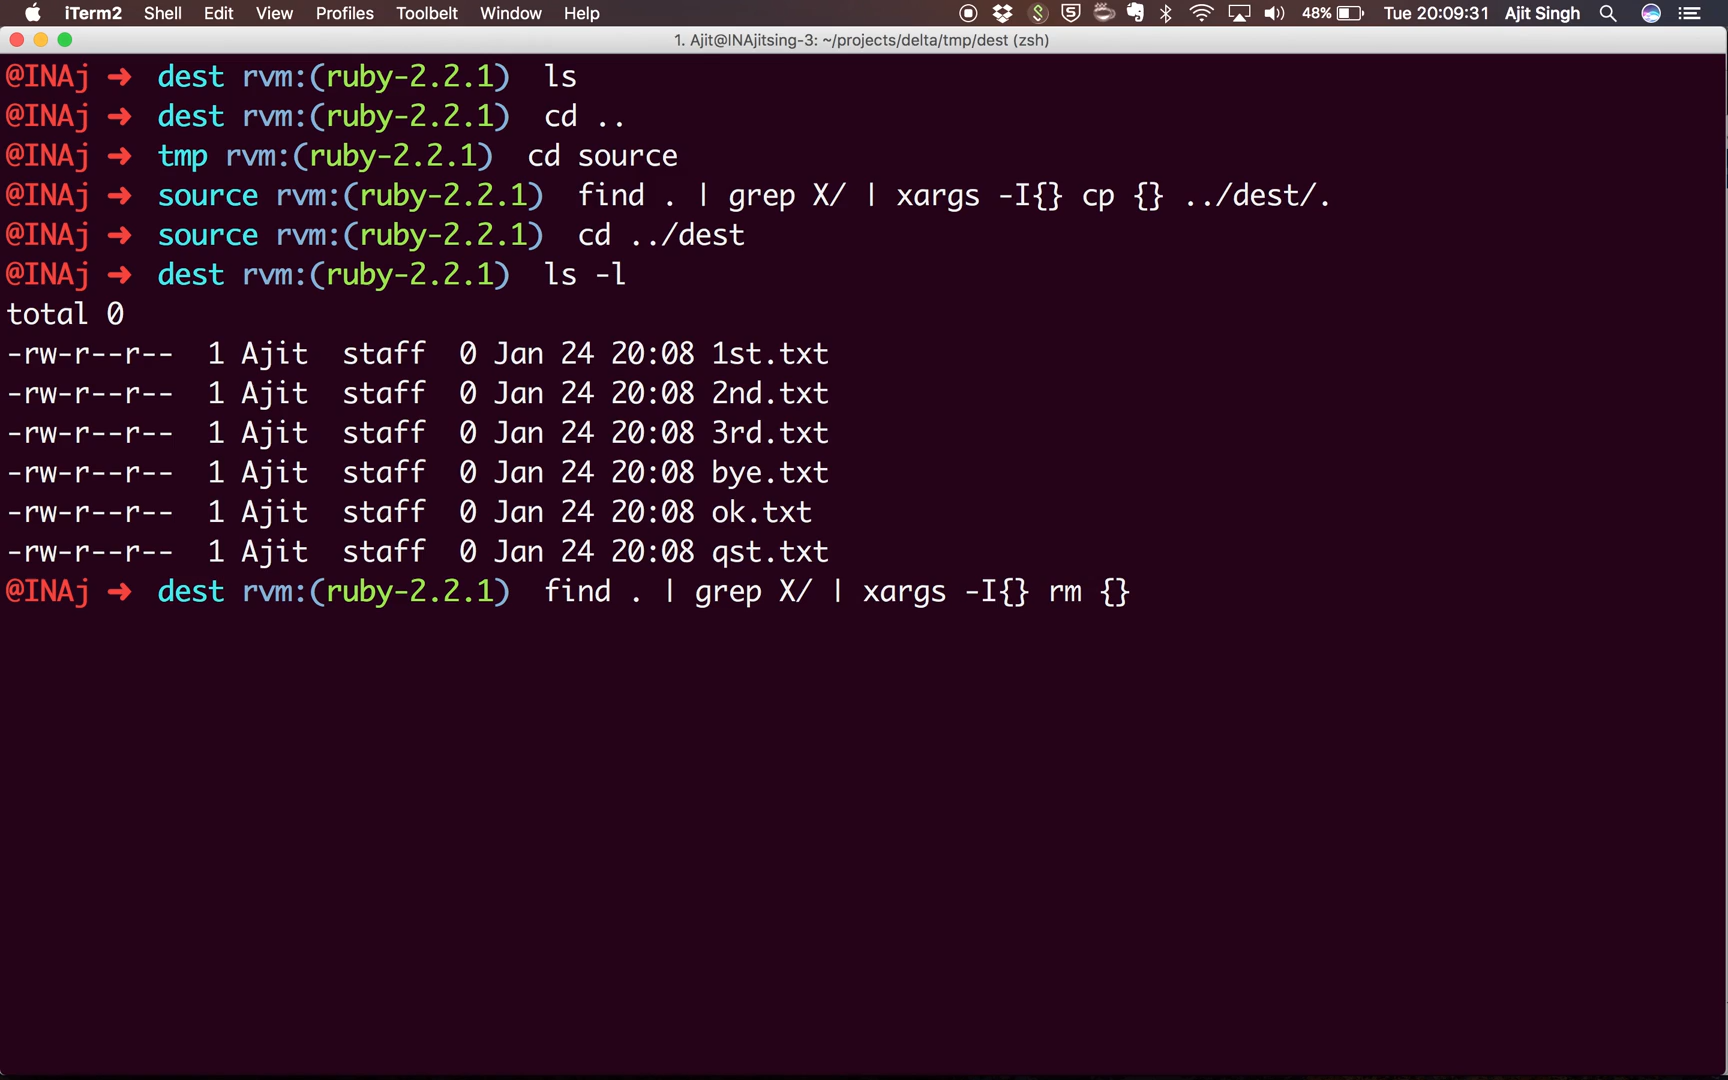 iTerm2 Shell Edit View Profiles Toolbelt Window Help 48% Tue 20:09:31 Ajit Singh
1. Ajit@INAjitsing-3: ~/projects/delta/tmp/dest (zsh)
@INAj ➜ dest rvm:(ruby-2.2.1) ls
@INAj ➜ dest rvm:(ruby-2.2.1) cd ..
@INAj ➜ tmp rvm:(ruby-2.2.1) cd source
@INAj ➜ source rvm:(ruby-2.2.1) find . | grep X/ | xargs -I{} cp {} ../dest/.
@INAj ➜ source rvm:(ruby-2.2.1) cd ../dest
@INAj ➜ dest rvm:(ruby-2.2.1) ls -l
total 0
-rw-r--r-- 1 Ajit staff 0 Jan 24 20:08 1st.txt
-rw-r--r-- 1 Ajit staff 0 Jan 24 20:08 2nd.txt
-rw-r--r-- 1 Ajit staff 0 Jan 24 20:08 3rd.txt
-rw-r--r-- 1 Ajit staff 0 Jan 24 20:08 bye.txt
-rw-r--r-- 1 Ajit staff 0 Jan 24 20:08 ok.txt
-rw-r--r-- 1 Ajit staff 0 Jan 24 20:08 qst.txt
@INAj ➜ dest rvm:(ruby-2.2.1) find . | grep X/ | xargs -I{} rm {}